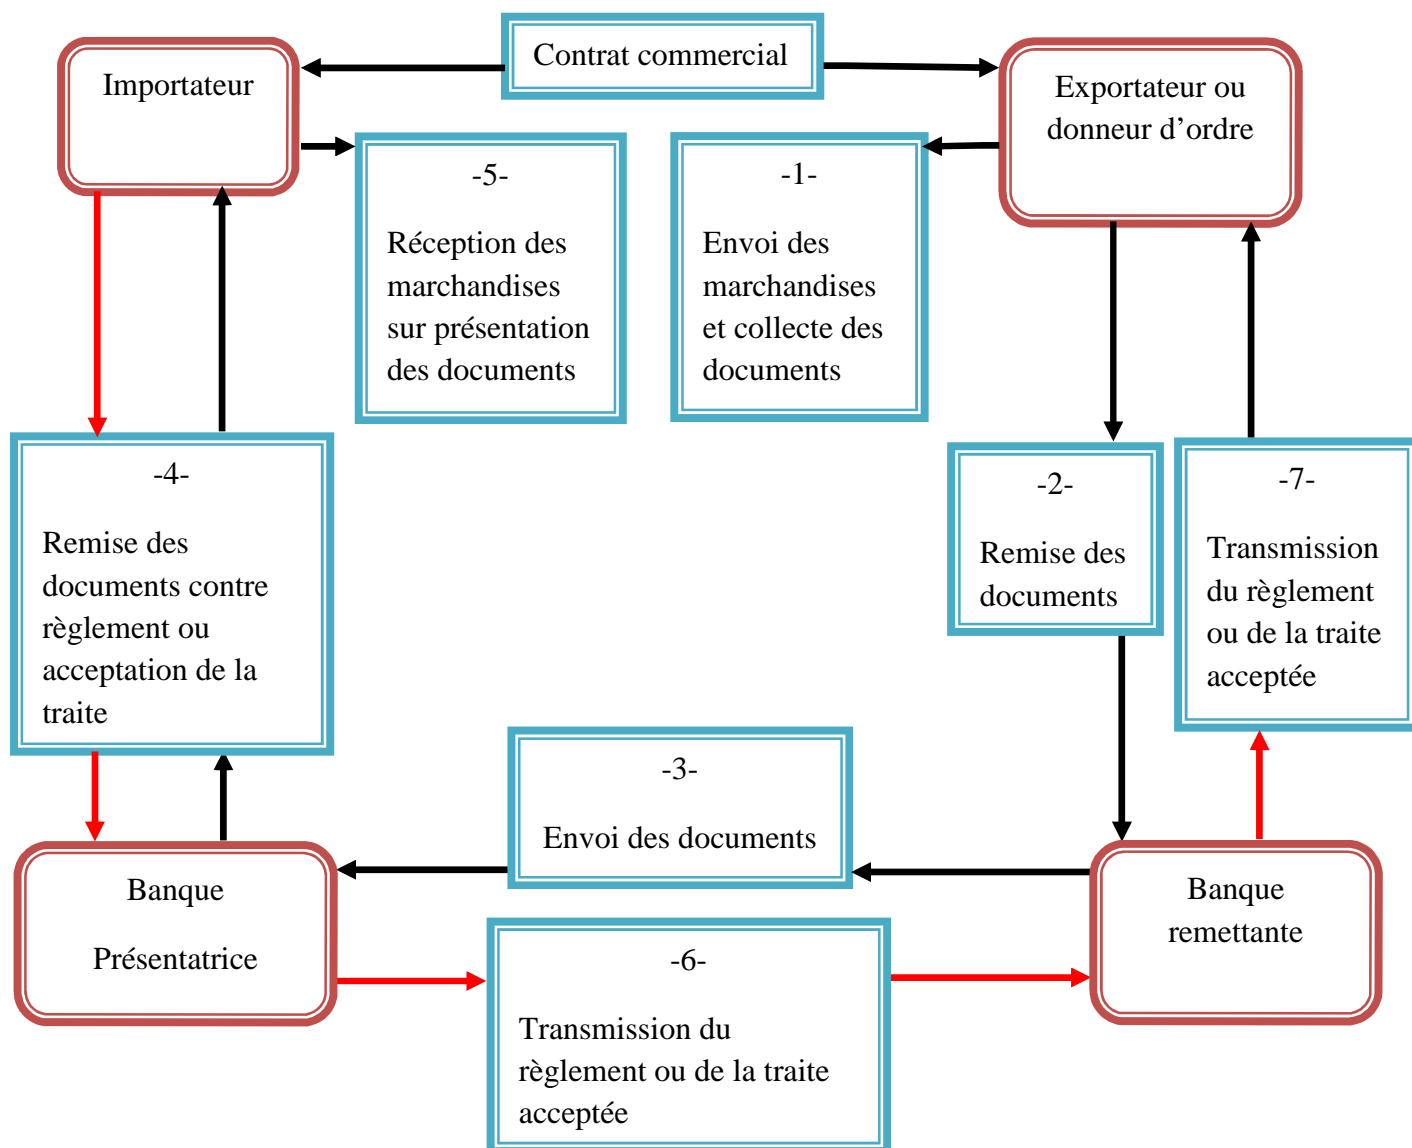 Contrat commercial
Importateur
Exportateur ou
donneur d’ordre
-5-
Réception des
marchandises
sur présentation
des documents
-1-
Envoi des
marchandises
et collecte des
documents
-4-
Remise des
documents contre
règlement ou
acceptation de la
traite
-2-
Remise des
documents
-7-
Transmission
du règlement
ou de la traite
acceptée
-3-
Envoi des documents
Banque
Présentatrice
Banque
remettante
-6-
Transmission du
règlement ou de la traite
acceptée